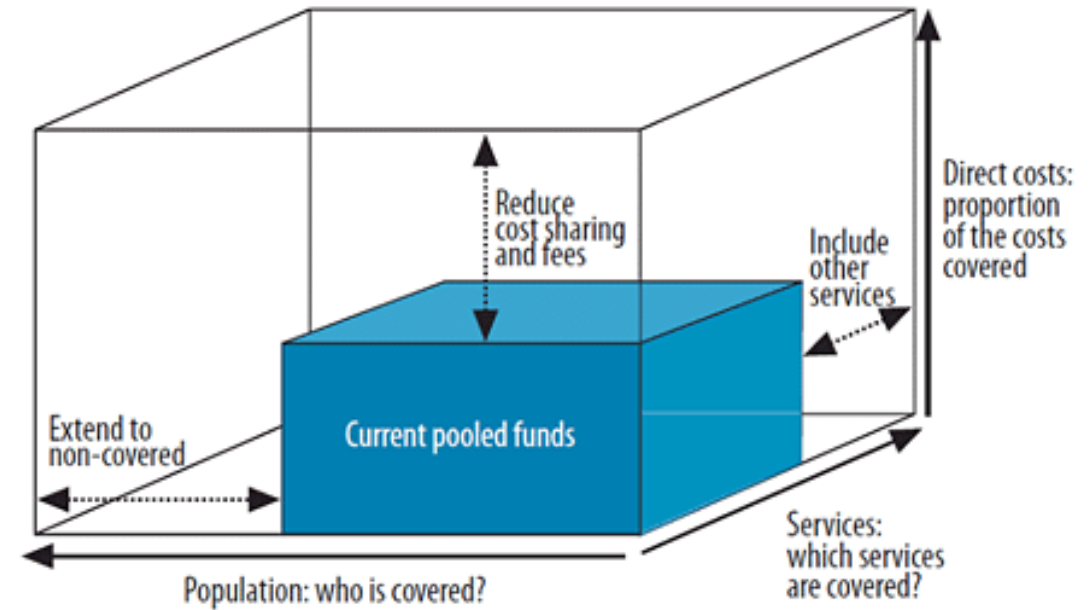 Reduce
cost sharing
and fees
Direct costs:
proportion
of the costs
covered
Include
other
services
Extend to
non-covered
Current pooled funds
Services:
which services
are covered?
Population: who is covered?